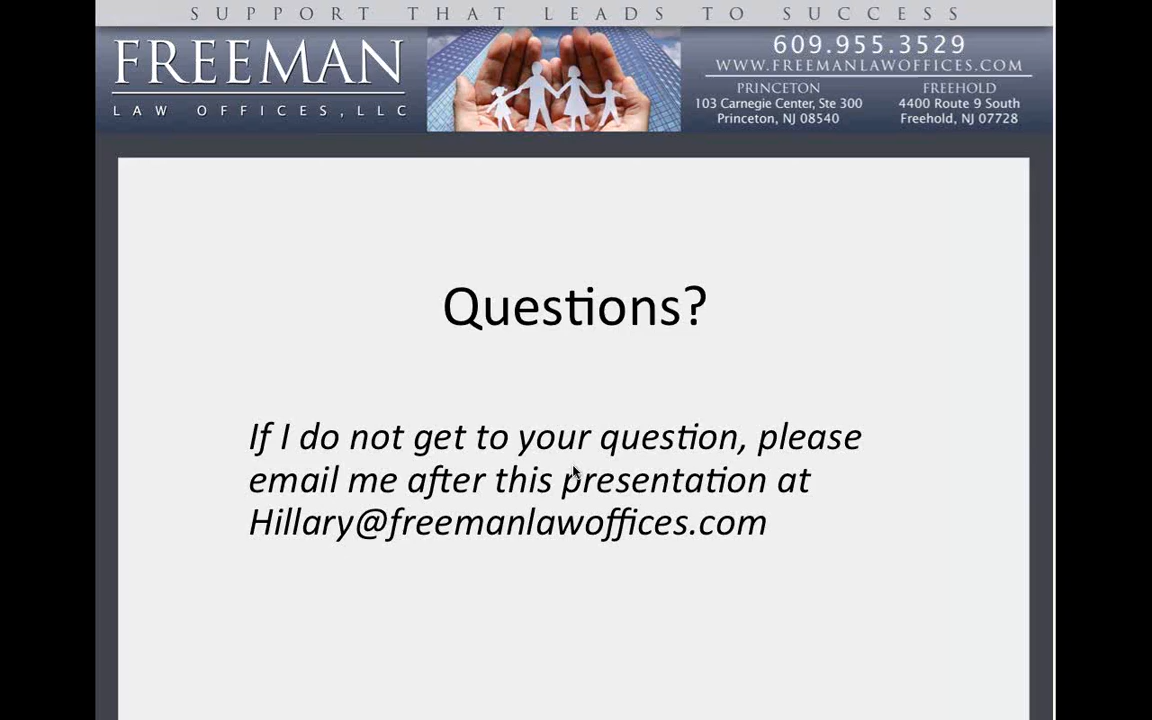 SUPPORT THAT LEADS TO SUCCESS
FREEMAN
LAW OFFICES, LLC
609.955.3529
WWW.FREEMANLAWOFFICES.COM
PRINCETON
103 Carnegie Center, Ste 300
Princeton, NJ 08540
FREEHOLD
4400 Route 9 South
Freehold, NJ 07728
Questions?
If I do not get to your question, please
email me after this presentation at
Hillary@freemanlawoffices.com